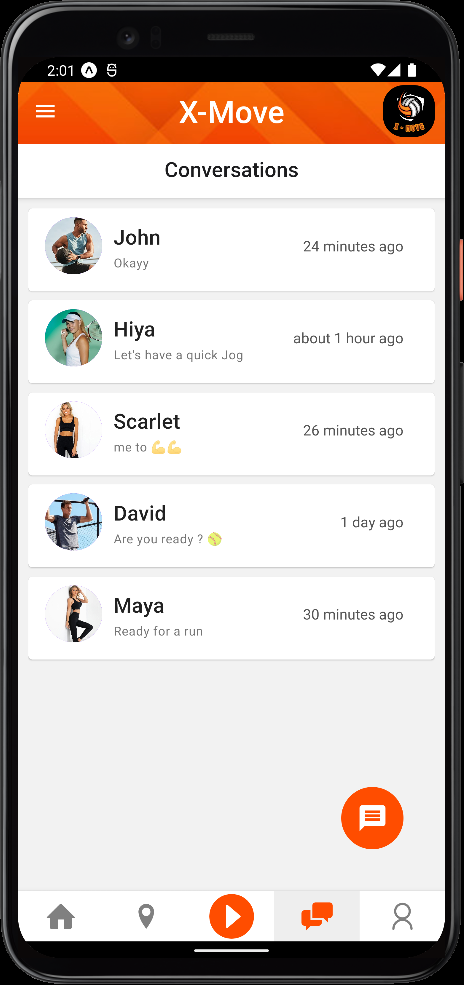 2:01
X-Move
X - MOVE
Conversations
John
24 minutes ago
Okayy
Hiya
about 1 hour ago
Let's have a quick Jog
Scarlet
26 minutes ago
me to 💪💪
David
1 day ago
Are you ready ? 🥎
Maya
30 minutes ago
Ready for a run